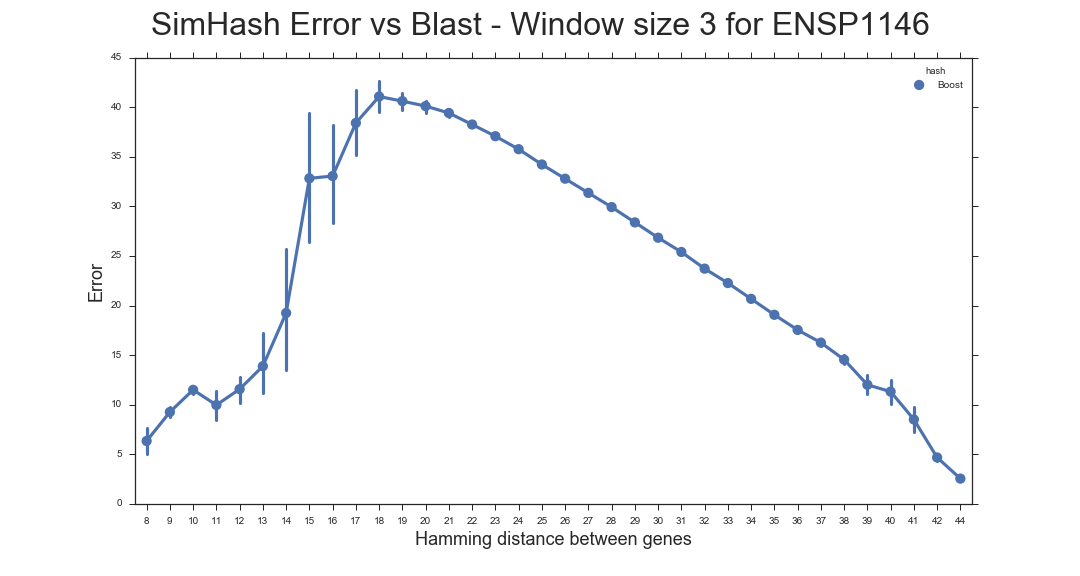 SimHash Error vs Blast - Window size 3 for ENSP1146
hash
Boost
45
40
35
30
25
20
15
10
5
0
Error
8 9 10 11 12 13 14 15 16 17 18 19 20 21 22 23 24 25 26 27 28 29 30 31 32 33 34 35 36 37 38 39 40 41 42 44
Hamming distance between genes